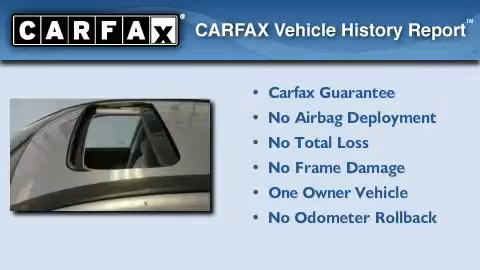 CARFAX® CARFAX Vehicle History Report™
• Carfax Guarantee
• No Airbag Deployment
• No Total Loss
• No Frame Damage
• One Owner Vehicle
• No Odometer Rollback